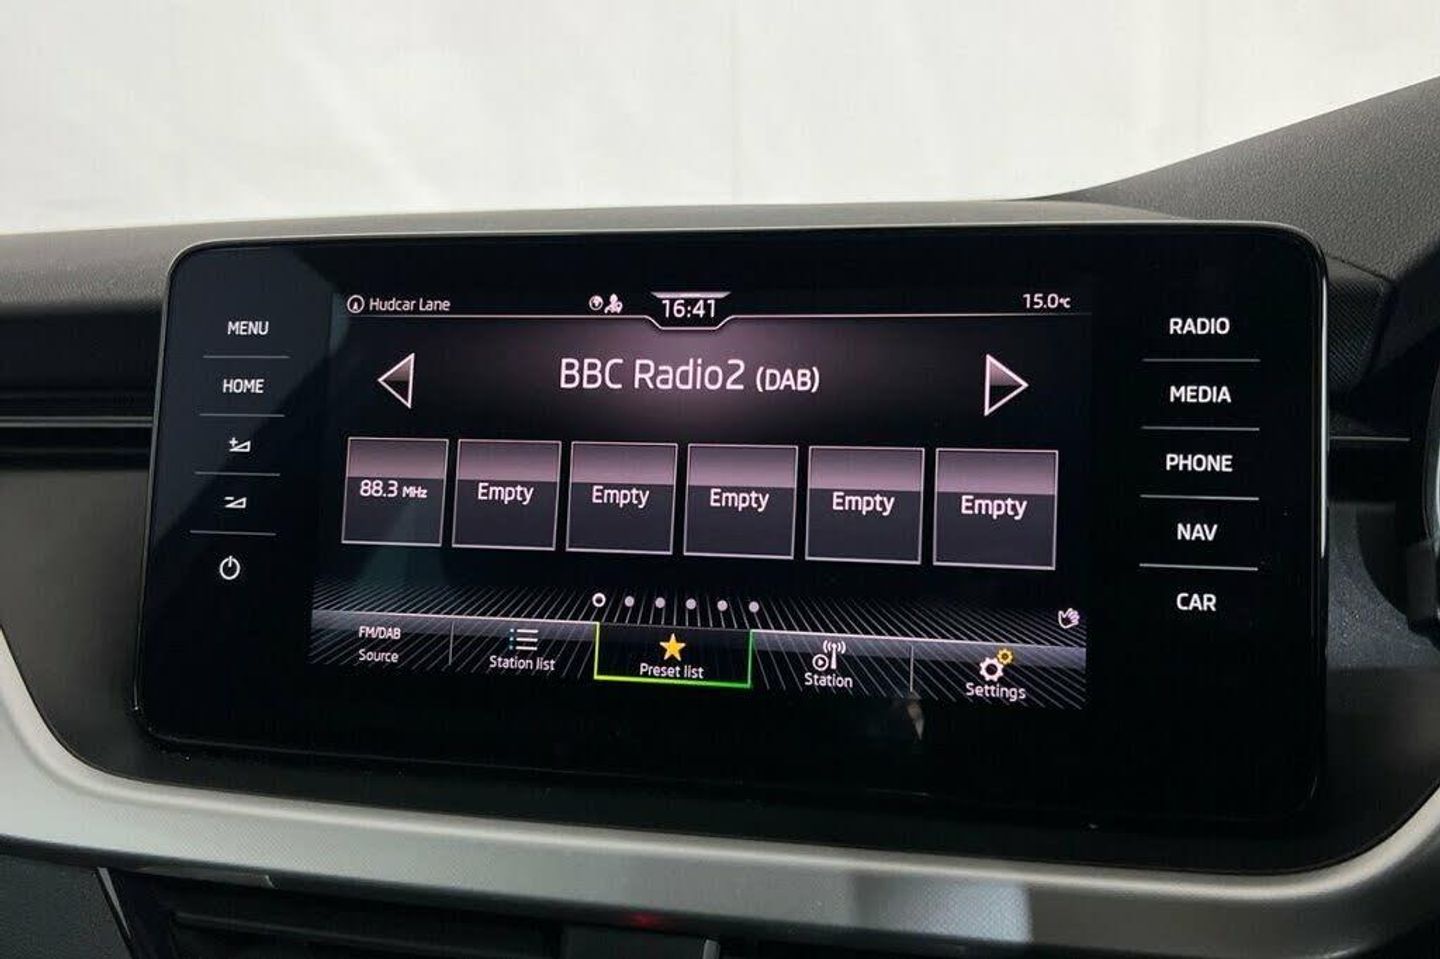 Hudcar Lane
16:41
15.0°C
MENU
HOME
RADIO
MEDIA
PHONE
NAV
CAR
BBC Radio2 (DAB)
88.3 MHz
Empty
Empty
Empty
Empty
Empty
FM/DAB
Source
Station list
Preset list
Station
Settings